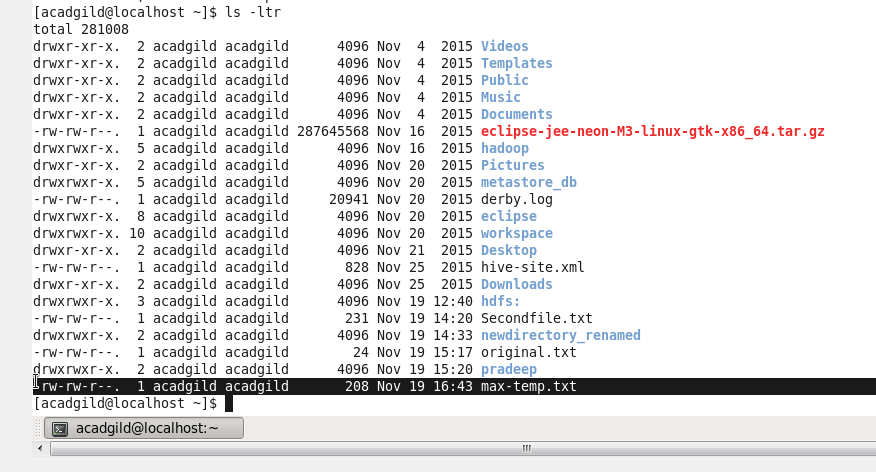 [acadgild@localhost ~]$ ls -ltr
total 281008
drwxr-xr-x.  2 acadgild acadgild      4096 Nov  4  2015 Videos
drwxr-xr-x.  2 acadgild acadgild      4096 Nov  4  2015 Templates
drwxr-xr-x.  2 acadgild acadgild      4096 Nov  4  2015 Public
drwxr-xr-x.  2 acadgild acadgild      4096 Nov  4  2015 Music
drwxr-xr-x.  2 acadgild acadgild      4096 Nov  4  2015 Documents
-rw-rw-r--.  1 acadgild acadgild 287645568 Nov 16  2015 eclipse-jee-neon-M3-linux-gtk-x86_64.tar.gz
drwxrwxr-x.  5 acadgild acadgild      4096 Nov 16  2015 hadoop
drwxr-xr-x.  2 acadgild acadgild      4096 Nov 20  2015 Pictures
drwxrwxr-x.  5 acadgild acadgild      4096 Nov 20  2015 metastore_db
-rw-rw-r--.  1 acadgild acadgild     20941 Nov 20  2015 derby.log
drwxrwxr-x.  8 acadgild acadgild      4096 Nov 20  2015 eclipse
drwxrwxr-x. 10 acadgild acadgild      4096 Nov 20  2015 workspace
drwxr-xr-x.  2 acadgild acadgild      4096 Nov 21  2015 Desktop
-rw-rw-r--.  1 acadgild acadgild       828 Nov 25  2015 hive-site.xml
drwxr-xr-x.  2 acadgild acadgild      4096 Nov 25  2015 Downloads
drwxrwxr-x.  3 acadgild acadgild      4096 Nov 19 12:40 hdfs:
-rw-rw-r--.  1 acadgild acadgild       231 Nov 19 14:20 Secondfile.txt
drwxrwxr-x.  2 acadgild acadgild      4096 Nov 19 14:33 newdirectory_renamed
-rw-rw-r--.  1 acadgild acadgild        24 Nov 19 15:17 original.txt
drwxrwxr-x.  2 acadgild acadgild      4096 Nov 19 15:20 pradeep
-rw-rw-r--.  1 acadgild acadgild       208 Nov 19 16:43 max-temp.txt
[acadgild@localhost ~]$
acadgild@localhost:~